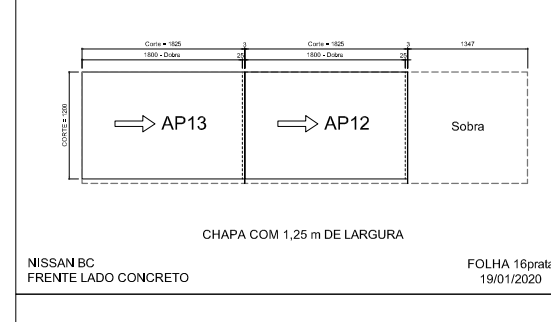 Corte = 1825 3 Corte = 1825 3 1347
1800 - Dobra 25 1800 - Dobra 25
CORTE = 1200
AP13 AP12 Sobra
CHAPA COM 1,25 m DE LARGURA
NISSAN BC FOLHA 16prata
FRENTE LADO CONCRETO 19/01/2020